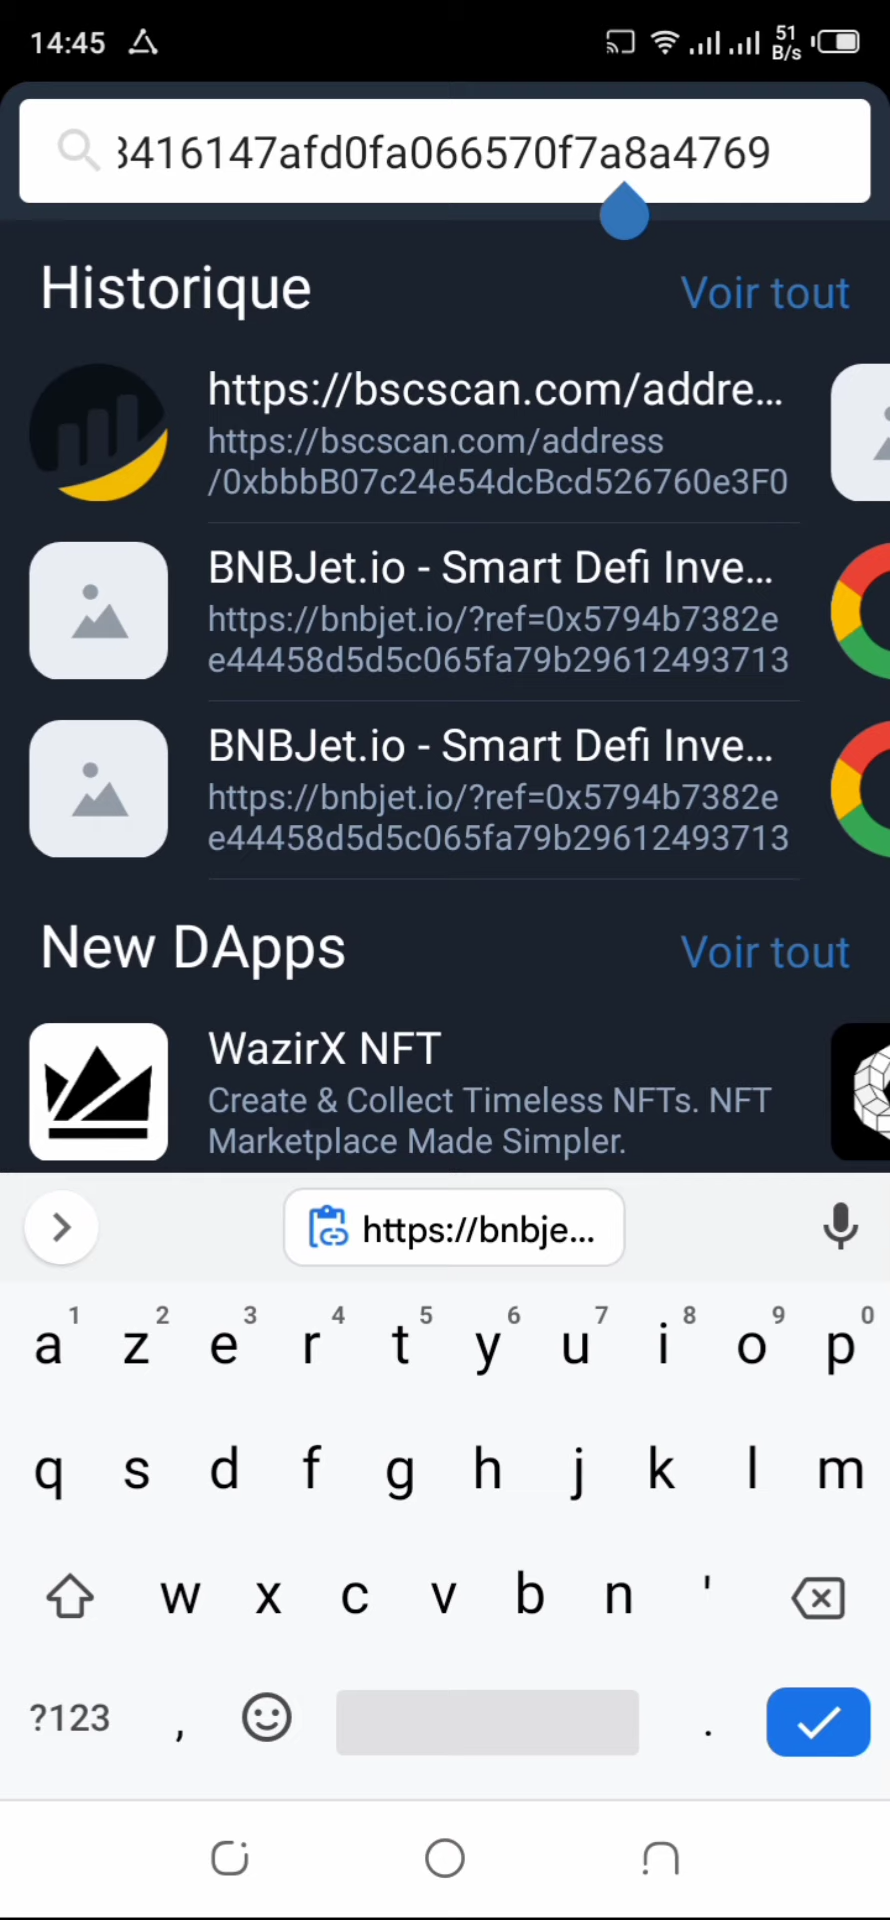 14:45
51
B/s
3416147afd0fa066570f7a8a4769
Historique
Voir tout
https://bscscan.com/addre...
https://bscscan.com/address
/0xbbbB07c24e54dcBcd526760e3F0
BNBJet.io - Smart Defi Inve...
https://bnbjet.io/?ref=0x5794b7382e
e44458d5d5c065fa79b29612493713
BNBJet.io - Smart Defi Inve...
https://bnbjet.io/?ref=0x5794b7382e
e44458d5d5c065fa79b29612493713
New DApps
Voir tout
WazirX NFT
Create & Collect Timeless NFTs. NFT
Marketplace Made Simpler.
https://bnbje...
1 2 3 4 5 6 7 8 9 0
a z e r t y u i o p
q s d f g h j k l m
w x c v b n '
?123 , .